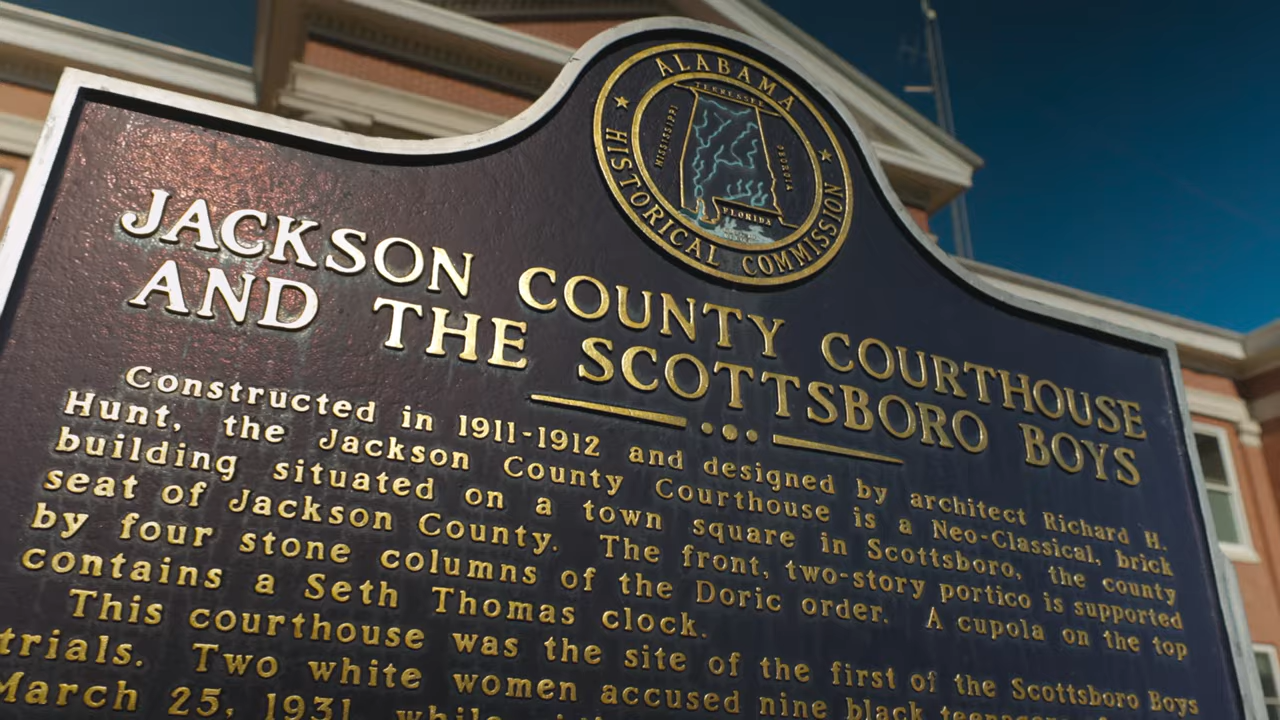 ALABAMA
HISTORICAL COMMISSION
TENNESSEE
MISSISSIPPI
GEORGIA
FLORIDA
JACKSON COUNTY COURTHOUSE
AND THE SCOTTSBORO BOYS
Constructed in 1911-1912 and designed by architect Richard H.
Hunt, the Jackson County Courthouse is a Neo-Classical, brick
building situated on a town square in Scottsboro, the county
seat of Jackson County. The front, two-story portico is supported
by four stone columns of the Doric order. A cupola on the top
contains a Seth Thomas clock.
This courthouse was the site of the first of the Scottsboro Boys
trials. Two white women accused nine black
March 25, 1931, while